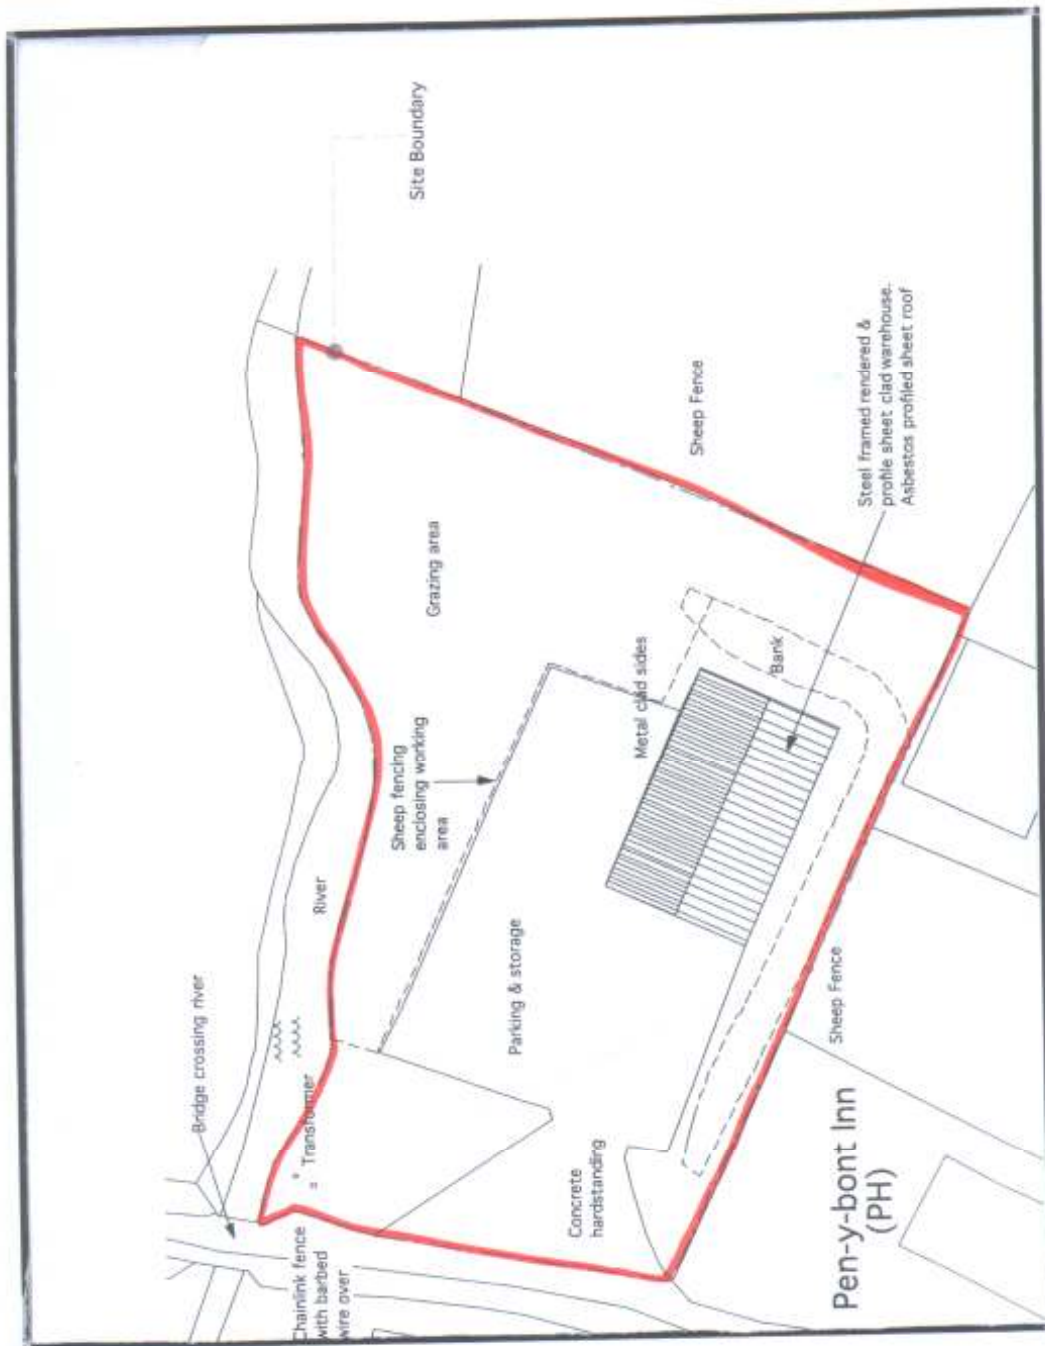 Site Boundary
Bridge crossing river
River
Transformer
Chainlink fence
with barbed
wire over
Sheep fencing
enclosing working
area
Grazing area
Sheep Fence
Metal clad sides
Bank
Steel framed rendered &
profile sheet clad warehouse.
Asbestos profiled sheet roof
Parking & storage
Concrete
hardstanding
Sheep Fence
Pen-y-bont Inn
(PH)